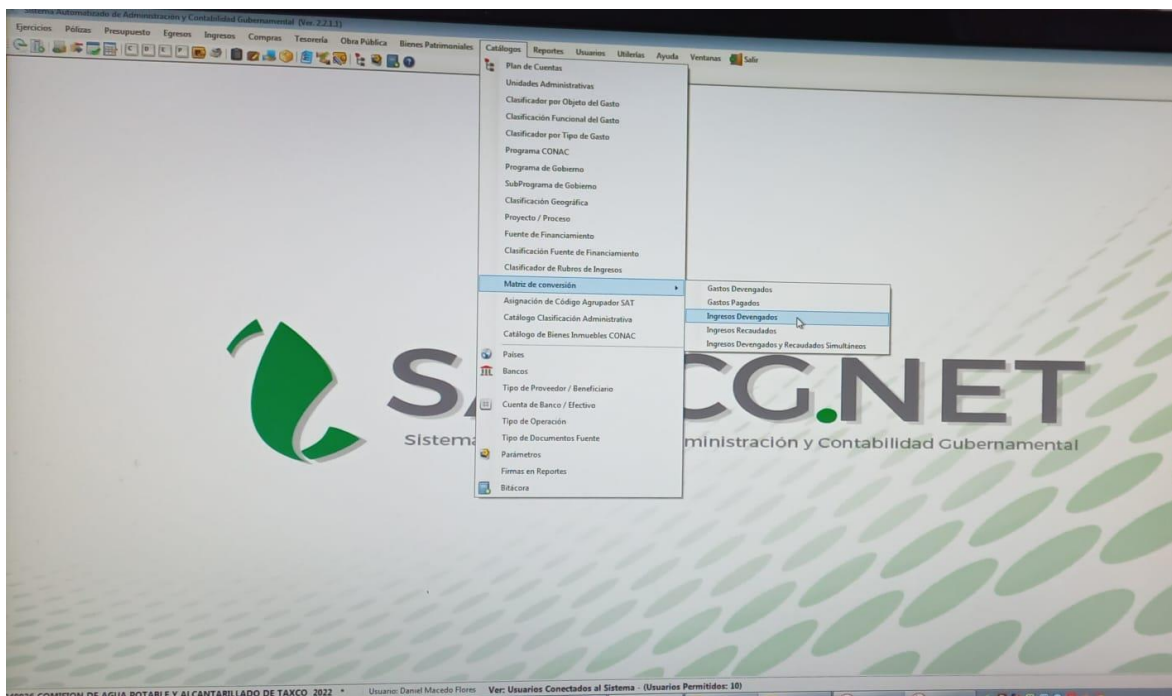 Sistema Automatizado de Administración y Contabilidad Gubernamental (Ver. 2.2.1.1)
Ejercicios Pólizas Presupuesto Egresos Ingresos Compras Tesorería Obra Pública Bienes Patrimoniales Catálogos Reportes Usuarios Utilerías Ayuda Ventanas Salir
Plan de Cuentas
Unidades Administrativas
Clasificador por Objeto del Gasto
Clasificación Funcional del Gasto
Clasificador por Tipo de Gasto
Programa CONAC
Programa de Gobierno
SubPrograma de Gobierno
Clasificación Geográfica
Proyecto / Proceso
Fuente de Financiamiento
Clasificación Fuente de Financiamiento
Clasificador de Rubros de Ingresos
Matriz de conversión
Gastos Devengados
Gastos Pagados
Ingresos Devengados
Ingresos Recaudados
Ingresos Devengados y Recaudados Simultáneos
Asignación de Código Agrupador SAT
Catálogo Clasificación Administrativa
Catálogo de Bienes Inmuebles CONAC
Países
Bancos
Tipo de Proveedor / Beneficiario
Cuenta de Banco / Efectivo
Tipo de Operación
Tipo de Documentos Fuente
Parámetros
Firmas en Reportes
Bitácora
S CG.NET
Sistema ministración y Contabilidad Gubernamental
COMISION DE AGUA POTABLE Y ALCANTARILLADO DE TAXCO 2022 * Usuario: Daniel Macedo Flores Ver: Usuarios Conectados al Sistema - (Usuarios Permitidos: 10)